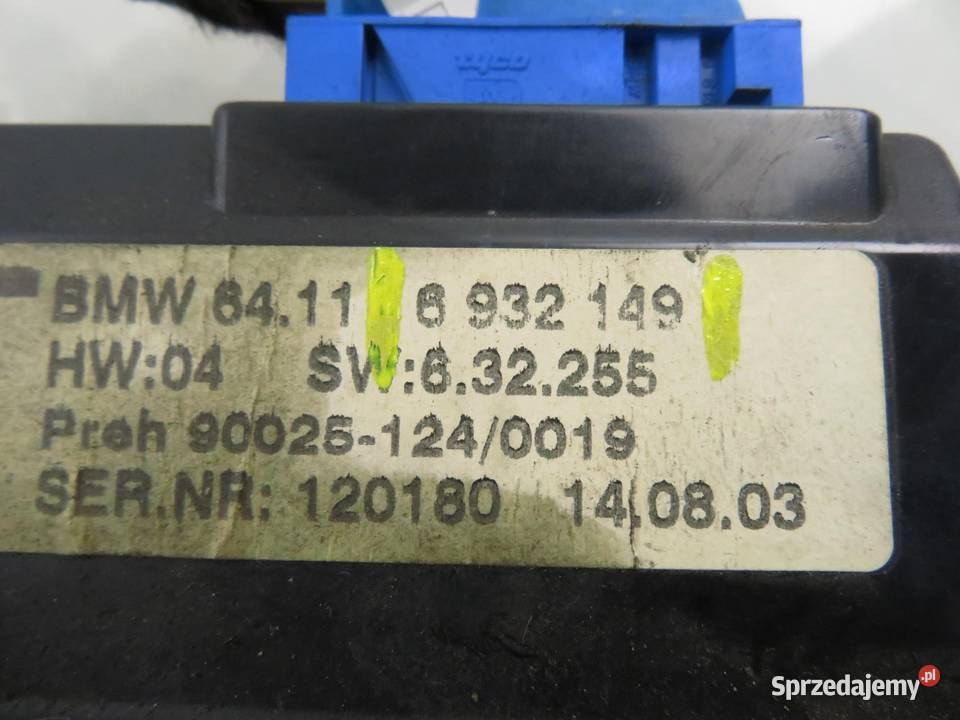 tyco
BMW 64.11 6 932 149
HW:04 SW:6.32.255
Preh 90025-124/0019
SER.NR: 120180 14.08.03
Sprzedajemy.pl